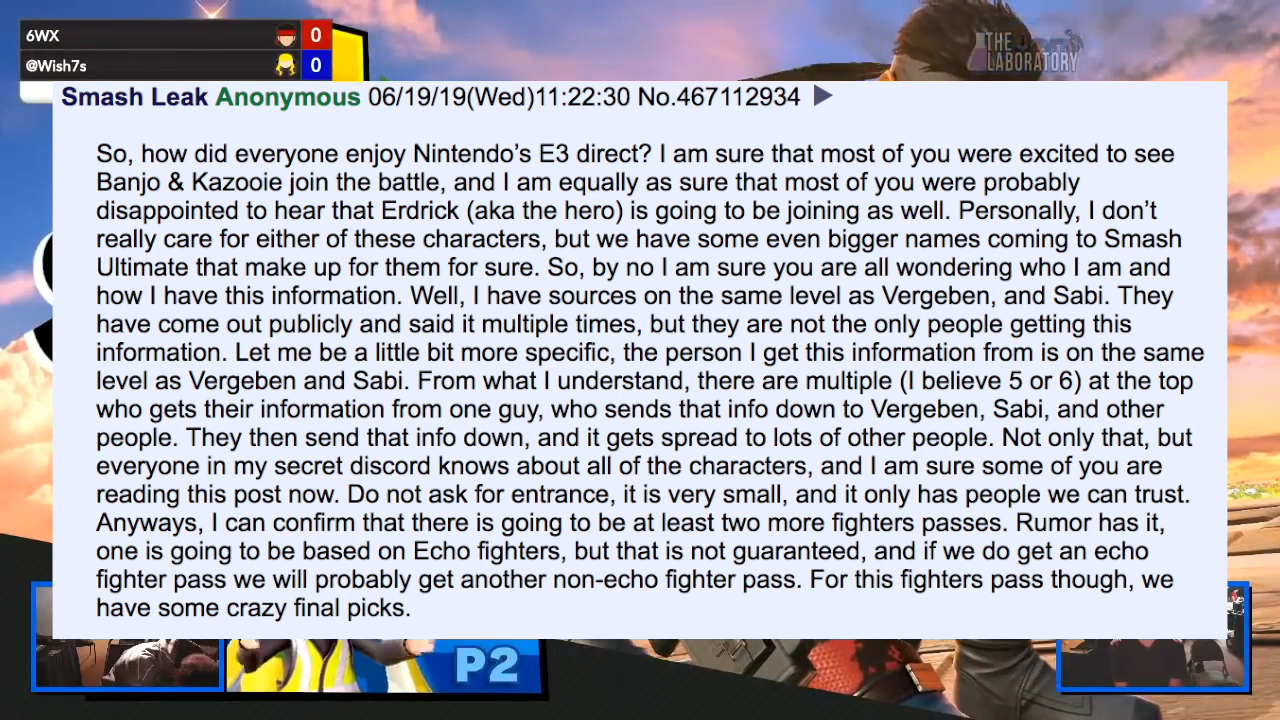 6WX 0
@Wish7s 0
THE
LABORATORY
Smash Leak Anonymous 06/19/19(Wed)11:22:30 No.467112934 ▶
So, how did everyone enjoy Nintendo’s E3 direct? I am sure that most of you were excited to see
Banjo & Kazooie join the battle, and I am equally as sure that most of you were probably
disappointed to hear that Erdrick (aka the hero) is going to be joining as well. Personally, I don’t
really care for either of these characters, but we have some even bigger names coming to Smash
Ultimate that make up for them for sure. So, by no I am sure you are all wondering who I am and
how I have this information. Well, I have sources on the same level as Vergeben, and Sabi. They
have come out publicly and said it multiple times, but they are not the only people getting this
information. Let me be a little bit more specific, the person I get this information from is on the same
level as Vergeben and Sabi. From what I understand, there are multiple (I believe 5 or 6) at the top
who gets their information from one guy, who sends that info down to Vergeben, Sabi, and other
people. They then send that info down, and it gets spread to lots of other people. Not only that, but
everyone in my secret discord knows about all of the characters, and I am sure some of you are
reading this post now. Do not ask for entrance, it is very small, and it only has people we can trust.
Anyways, I can confirm that there is going to be at least two more fighters passes. Rumor has it,
one is going to be based on Echo fighters, but that is not guaranteed, and if we do get an echo
fighter pass we will probably get another non-echo fighter pass. For this fighters pass though, we
have some crazy final picks.
P2